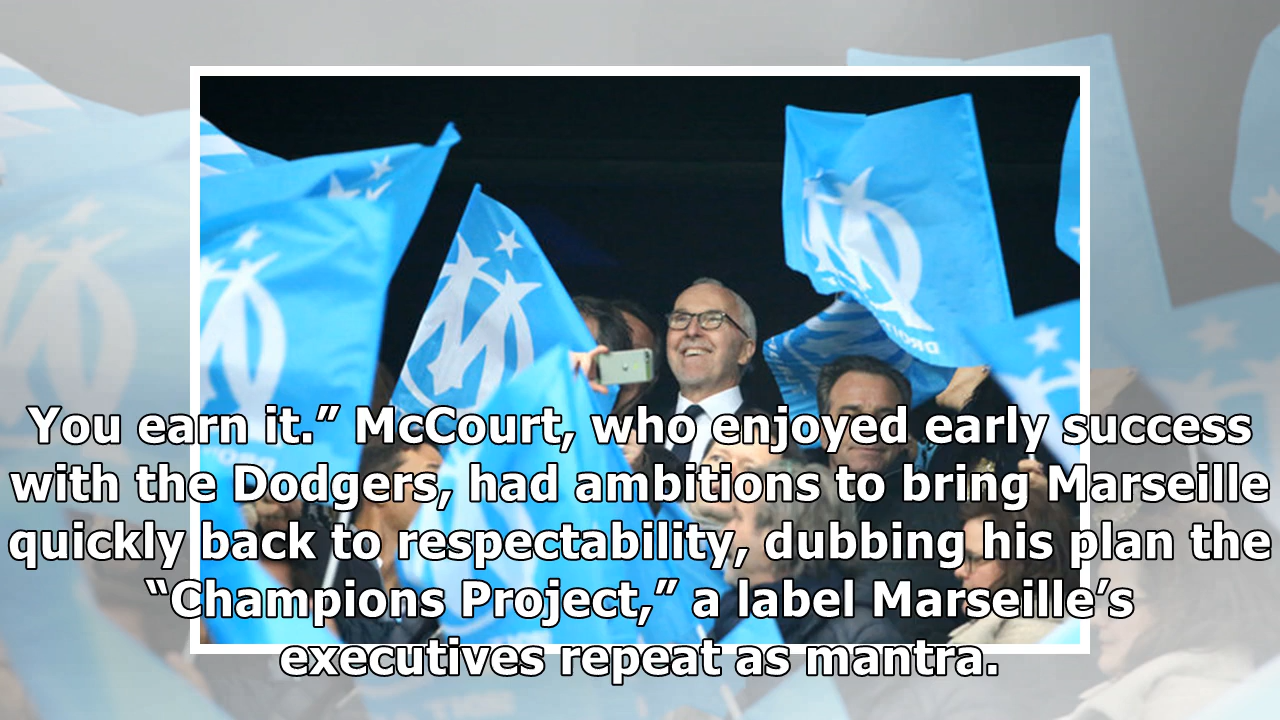 You earn it.” McCourt, who enjoyed early success
with the Dodgers, had ambitions to bring Marseille
quickly back to respectability, dubbing his plan the
“Champions Project,” a label Marseille’s
executives repeat as mantra.